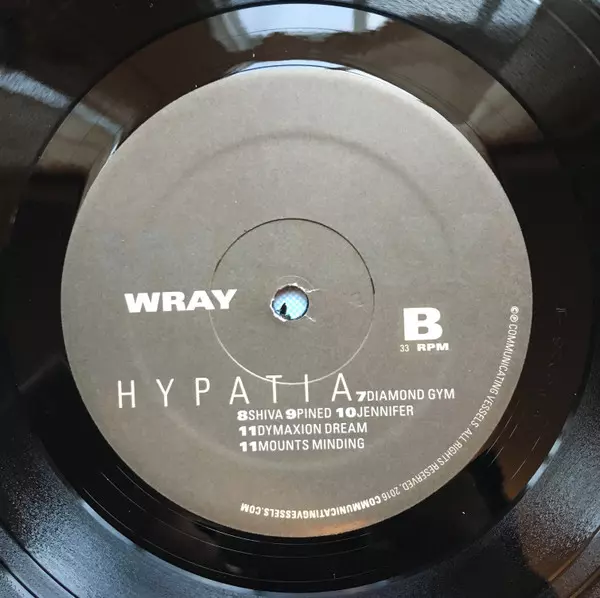 WRAY
B
33 RPM
HYPATIA 7DIAMOND GYM
8SHIVA 9PINED 10JENNIFER
11DYMAXION DREAM
11MOUNTS MINDING
©℗ COMMUNICATING VESSELS. ALL RIGHTS RESERVED, 2016 COMMUNICATINGVESSELS.COM